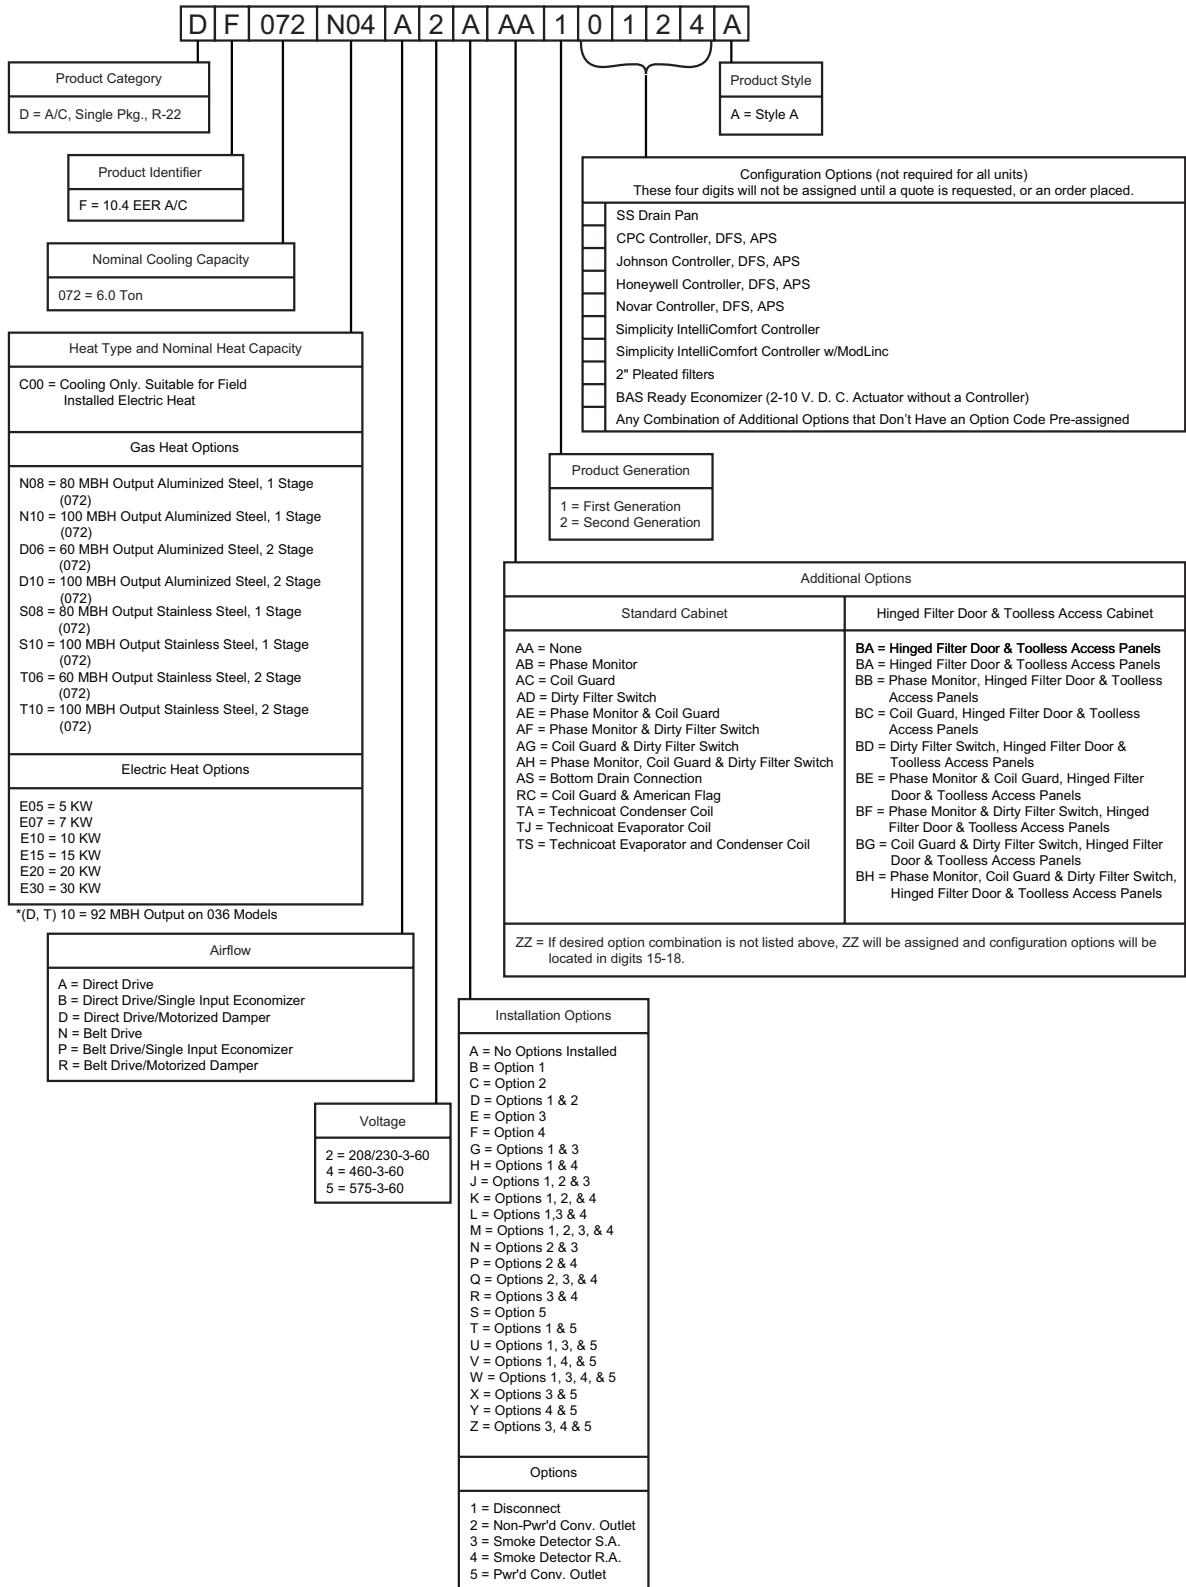 D F 072 N04 A 2 A AA 1 0 1 2 4 A
Product Category
D = A/C, Single Pkg., R-22
Product Identifier
F = 10.4 EER A/C
Nominal Cooling Capacity
072 = 6.0 Ton
Heat Type and Nominal Heat Capacity
C00 = Cooling Only. Suitable for Field
Installed Electric Heat
Gas Heat Options
N08 = 80 MBH Output Aluminized Steel, 1 Stage
(072)
N10 = 100 MBH Output Aluminized Steel, 1 Stage
(072)
D06 = 60 MBH Output Aluminized Steel, 2 Stage
(072)
D10 = 100 MBH Output Aluminized Steel, 2 Stage
(072)
S08 = 80 MBH Output Stainless Steel, 1 Stage
(072)
S10 = 100 MBH Output Stainless Steel, 1 Stage
(072)
T06 = 60 MBH Output Stainless Steel, 2 Stage
(072)
T10 = 100 MBH Output Stainless Steel, 2 Stage
(072)
Electric Heat Options
E05 = 5 KW
E07 = 7 KW
E10 = 10 KW
E15 = 15 KW
E20 = 20 KW
E30 = 30 KW
*(D, T) 10 = 92 MBH Output on 036 Models
Airflow
A = Direct Drive
B = Direct Drive/Single Input Economizer
D = Direct Drive/Motorized Damper
N = Belt Drive
P = Belt Drive/Single Input Economizer
R = Belt Drive/Motorized Damper
Voltage
2 = 208/230-3-60
4 = 460-3-60
5 = 575-3-60
Installation Options
A = No Options Installed
B = Option 1
C = Option 2
D = Options 1 & 2
E = Option 3
F = Option 4
G = Options 1 & 3
H = Options 1 & 4
J = Options 1, 2 & 3
K = Options 1, 2, & 4
L = Options 1,3 & 4
M = Options 1, 2, 3, & 4
N = Options 2 & 3
P = Options 2 & 4
Q = Options 2, 3, & 4
R = Options 3 & 4
S = Option 5
T = Options 1 & 5
U = Options 1, 3, & 5
V = Options 1, 4, & 5
W = Options 1, 3, 4, & 5
X = Options 3 & 5
Y = Options 4 & 5
Z = Options 3, 4 & 5
Options
1 = Disconnect
2 = Non-Pwr'd Conv. Outlet
3 = Smoke Detector S.A.
4 = Smoke Detector R.A.
5 = Pwr'd Conv. Outlet
Additional Options
Standard Cabinet
AA = None
AB = Phase Monitor
AC = Coil Guard
AD = Dirty Filter Switch
AE = Phase Monitor & Coil Guard
AF = Phase Monitor & Dirty Filter Switch
AG = Coil Guard & Dirty Filter Switch
AH = Phase Monitor, Coil Guard & Dirty Filter Switch
AS = Bottom Drain Connection
RC = Coil Guard & American Flag
TA = Technicoat Condenser Coil
TJ = Technicoat Evaporator Coil
TS = Technicoat Evaporator and Condenser Coil
Hinged Filter Door & Toolless Access Cabinet
BA = Hinged Filter Door & Toolless Access Panels
BA = Hinged Filter Door & Toolless Access Panels
BB = Phase Monitor, Hinged Filter Door & Toolless
Access Panels
BC = Coil Guard, Hinged Filter Door & Toolless
Access Panels
BD = Dirty Filter Switch, Hinged Filter Door &
Toolless Access Panels
BE = Phase Monitor & Coil Guard, Hinged Filter
Door & Toolless Access Panels
BF = Phase Monitor & Dirty Filter Switch, Hinged
Filter Door & Toolless Access Panels
BG = Coil Guard & Dirty Filter Switch, Hinged Filter
Door & Toolless Access Panels
BH = Phase Monitor, Coil Guard & Dirty Filter Switch,
Hinged Filter Door & Toolless Access Panels
ZZ = If desired option combination is not listed above, ZZ will be assigned and configuration options will be
located in digits 15-18.
Product Generation
1 = First Generation
2 = Second Generation
Configuration Options (not required for all units)
These four digits will not be assigned until a quote is requested, or an order placed.
SS Drain Pan
CPC Controller, DFS, APS
Johnson Controller, DFS, APS
Honeywell Controller, DFS, APS
Novar Controller, DFS, APS
Simplicity IntelliComfort Controller
Simplicity IntelliComfort Controller w/ModLinc
2" Pleated filters
BAS Ready Economizer (2-10 V. D. C. Actuator without a Controller)
Any Combination of Additional Options that Don't Have an Option Code Pre-assigned
Product Style
A = Style A